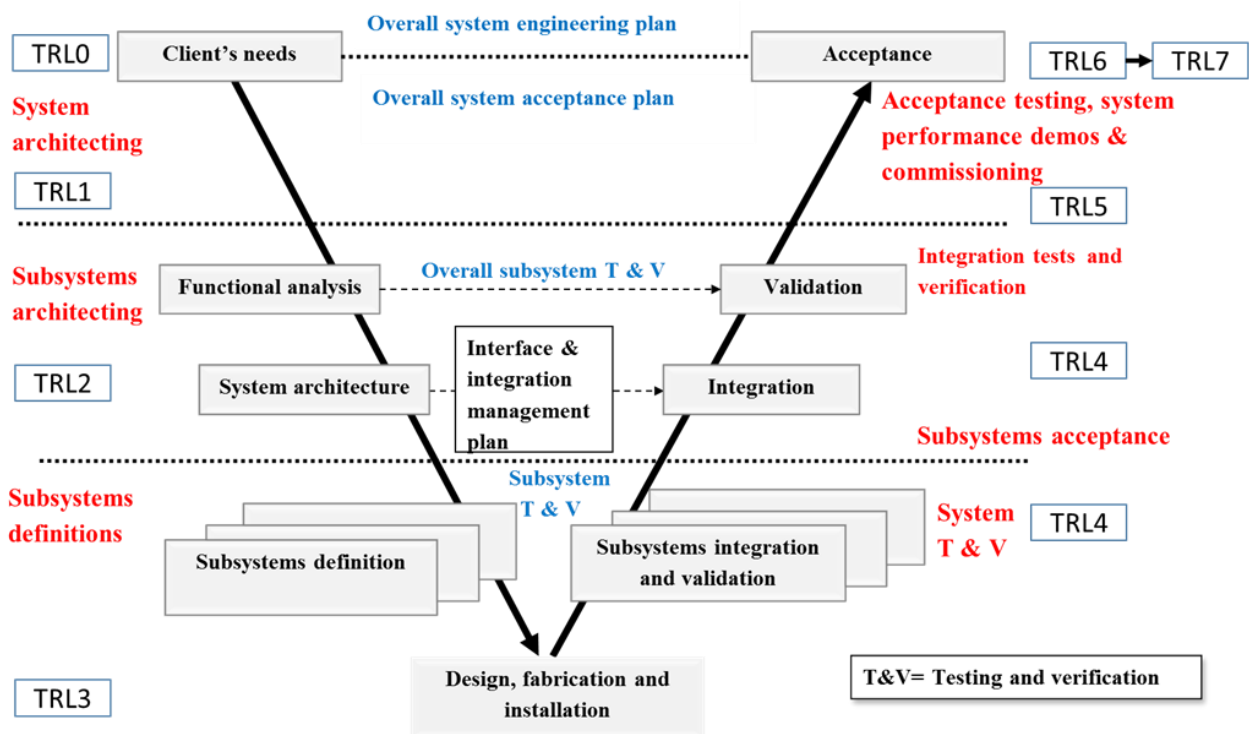 Overall system engineering plan
TRL0
Client's needs
Acceptance
TRL6
TRL7
Overall system acceptance plan
System
architecting
Acceptance testing, system
performance demos &
commissioning
TRL1
TRL5
Subsystems
architecting
Functional analysis
Overall subsystem T & V
Validation
Integration tests and
verification
TRL2
System architecture
Interface &
integration
management
plan
Integration
TRL4
Subsystems acceptance
Subsystems
definitions
Subsystem
T & V
Subsystems definition
Subsystems integration
and validation
System
T & V
TRL4
TRL3
Design, fabrication and
installation
T&V= Testing and verification